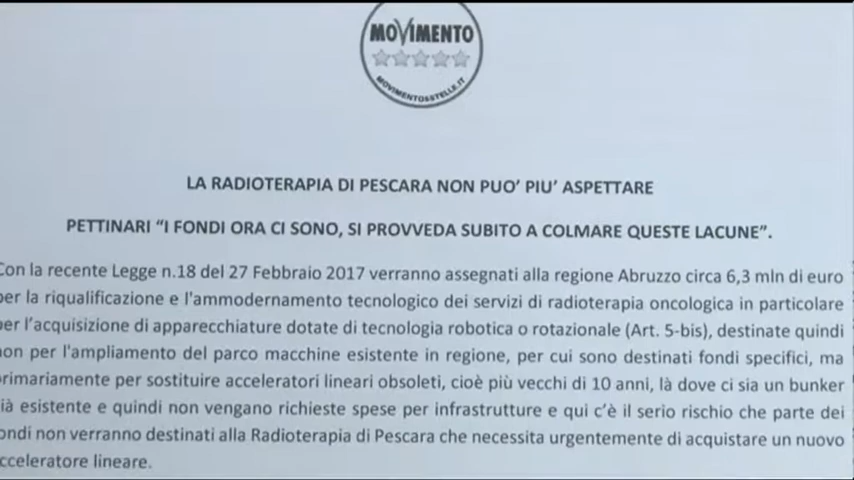 MOVIMENTO
MOVIMENTO5STELLE.IT
LA RADIOTERAPIA DI PESCARA NON PUO’ PIU’ ASPETTARE
PETTINARI “I FONDI ORA CI SONO, SI PROVVEDA SUBITO A COLMARE QUESTE LACUNE”.
Con la recente Legge n.18 del 27 Febbraio 2017 verranno assegnati alla regione Abruzzo circa 6,3 mln di euro
per la riqualificazione e l'ammodernamento tecnologico dei servizi di radioterapia oncologica in particolare
per l’acquisizione di apparecchiature dotate di tecnologia robotica o rotazionale (Art. 5-bis), destinate quindi
non per l'ampliamento del parco macchine esistente in regione, per cui sono destinati fondi specifici, ma
primariamente per sostituire acceleratori lineari obsoleti, cioè più vecchi di 10 anni, là dove ci sia un bunker
già esistente e quindi non vengano richieste spese per infrastrutture e qui c’è il serio rischio che parte dei
fondi non verranno destinati alla Radioterapia di Pescara che necessita urgentemente di acquistare un nuovo
acceleratore lineare.